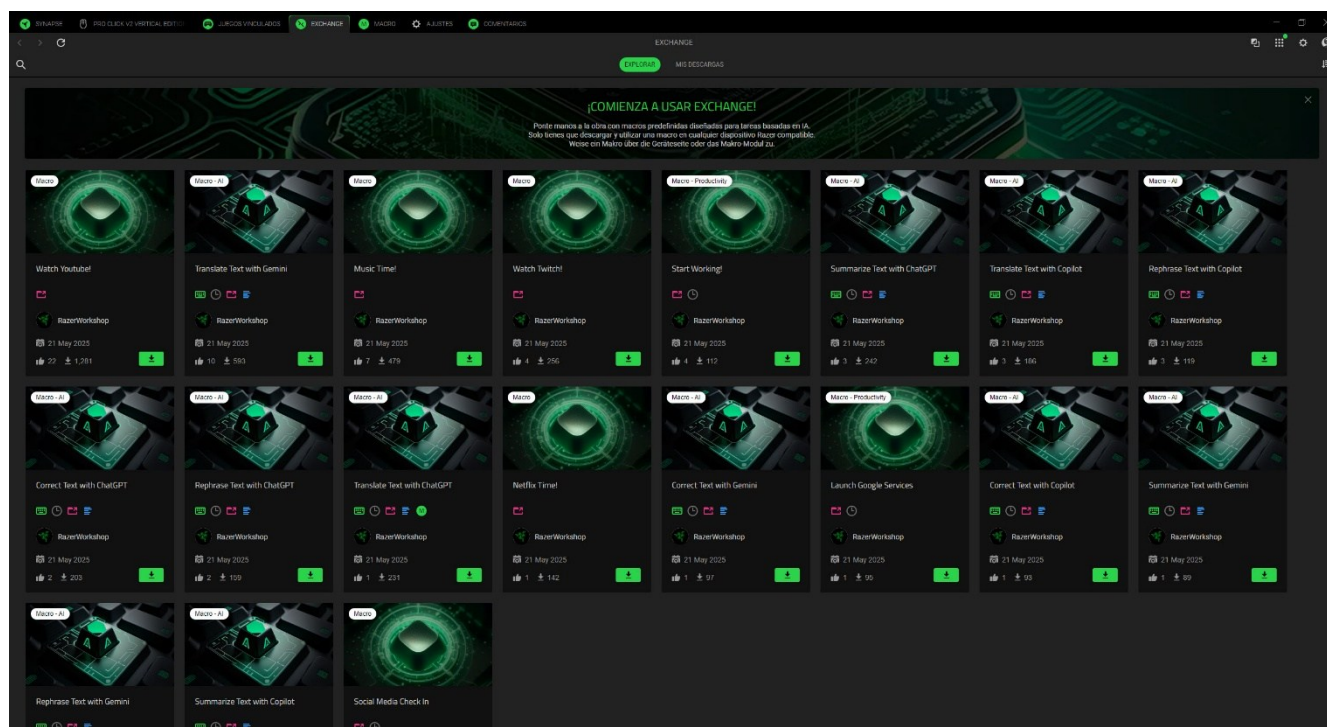 SYNAPSE PRO CLICK V2 VERTICAL EDITIO JUEGOS VINCULADOS EXCHANGE MACRO AJUSTES COMENTARIOS
EXCHANGE
EXPLORAR MIS DESCARGAS
¡COMIENZA A USAR EXCHANGE!
Ponte manos a la obra con macros predefinidas diseñadas para tareas basadas en IA.
Solo tienes que descargar y utilizar una macro en cualquier dispositivo Razer compatible.
Weise ein Makro über die Geräteseite oder das Makro-Modul zu.
Macro
Watch Youtube!
RazerWorkshop
21 May 2025
22 1,281
Macro - AI
Translate Text with Gemini
RazerWorkshop
21 May 2025
10 593
Macro
Music Time!
RazerWorkshop
21 May 2025
7 479
Macro
Watch Twitch!
RazerWorkshop
21 May 2025
4 256
Macro - Productivity
Start Working!
RazerWorkshop
21 May 2025
4 112
Macro - AI
Summarize Text with ChatGPT
RazerWorkshop
21 May 2025
3 242
Macro - AI
Translate Text with Copilot
RazerWorkshop
21 May 2025
3 186
Macro - AI
Rephrase Text with Copilot
RazerWorkshop
21 May 2025
3 119
Macro - AI
Correct Text with ChatGPT
RazerWorkshop
21 May 2025
2 203
Macro - AI
Rephrase Text with ChatGPT
RazerWorkshop
21 May 2025
2 159
Macro - AI
Translate Text with ChatGPT
RazerWorkshop
21 May 2025
1 231
Macro
Netflix Time!
RazerWorkshop
21 May 2025
1 142
Macro - AI
Correct Text with Gemini
RazerWorkshop
21 May 2025
1 97
Macro - Productivity
Launch Google Services
RazerWorkshop
21 May 2025
1 95
Macro - AI
Correct Text with Copilot
RazerWorkshop
21 May 2025
1 93
Macro - AI
Summarize Text with Gemini
RazerWorkshop
21 May 2025
1 89
Macro - AI
Rephrase Text with Gemini
Macro - AI
Summarize Text with Copilot
Macro
Social Media Check In